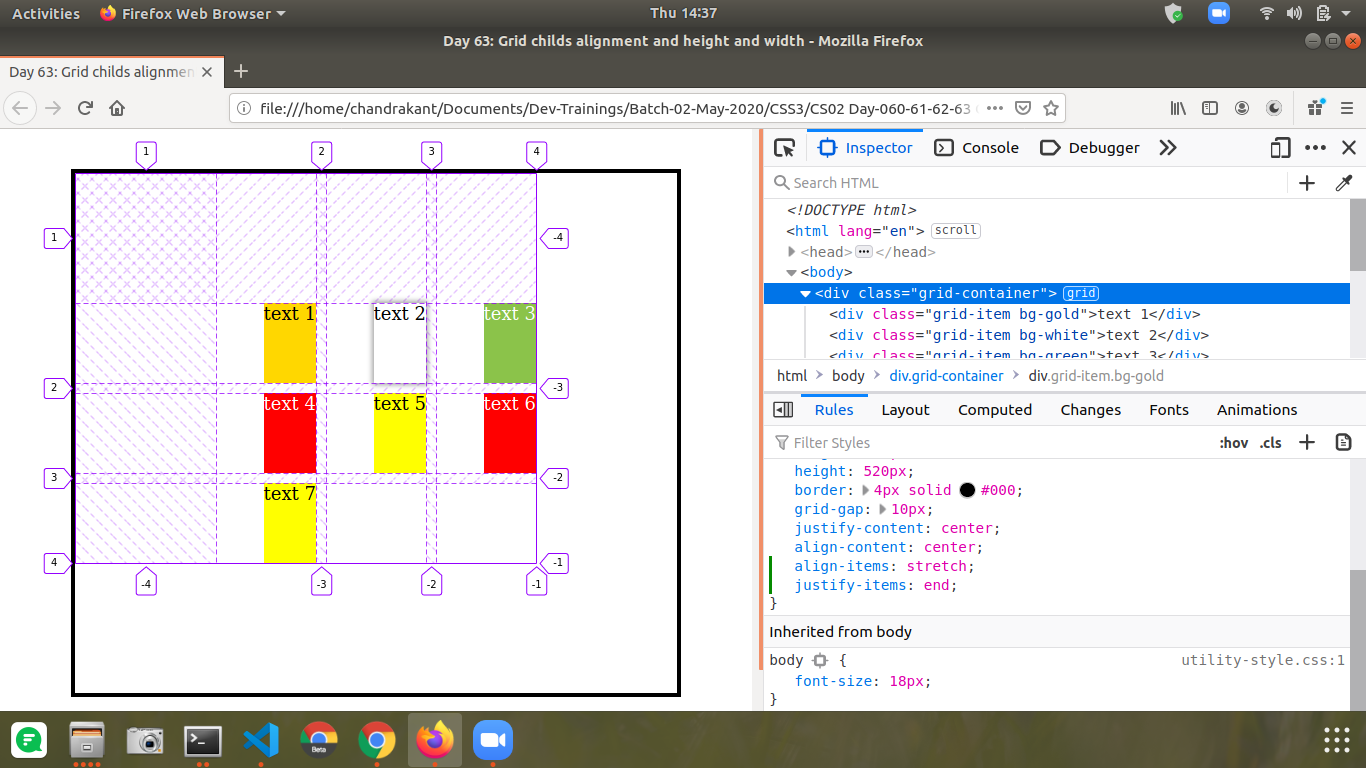 Activities Firefox Web Browser Thu 14:37
Day 63: Grid childs alignment and height and width - Mozilla Firefox
Day 63: Grid childs alignmen
file:///home/chandrakant/Documents/Dev-Trainings/Batch-02-May-2020/CSS3/CS02 Day-060-61-62-63
Inspector Console Debugger
Search HTML
<!DOCTYPE html>
<html lang="en"> scroll
<head> </head>
<body>
<div class="grid-container"> grid
<div class="grid-item bg-gold">text 1</div>
<div class="grid-item bg-white">text 2</div>
<div class="grid-item bg-green">text 3</div>
html body div.grid-container div.grid-item.bg-gold
Rules Layout Computed Changes Fonts Animations
Filter Styles :hov .cls
height: 520px;
border: 4px solid #000;
grid-gap: 10px;
justify-content: center;
align-content: center;
align-items: stretch;
justify-items: end;
}
Inherited from body
body { utility-style.css:1
font-size: 18px;
}
1 2 3 4
1 -4
text 1 text 2 text 3
2 -3
text 4 text 5 text 6
3 -2
text 7
4 -1
-4 -3 -2 -1
Beta